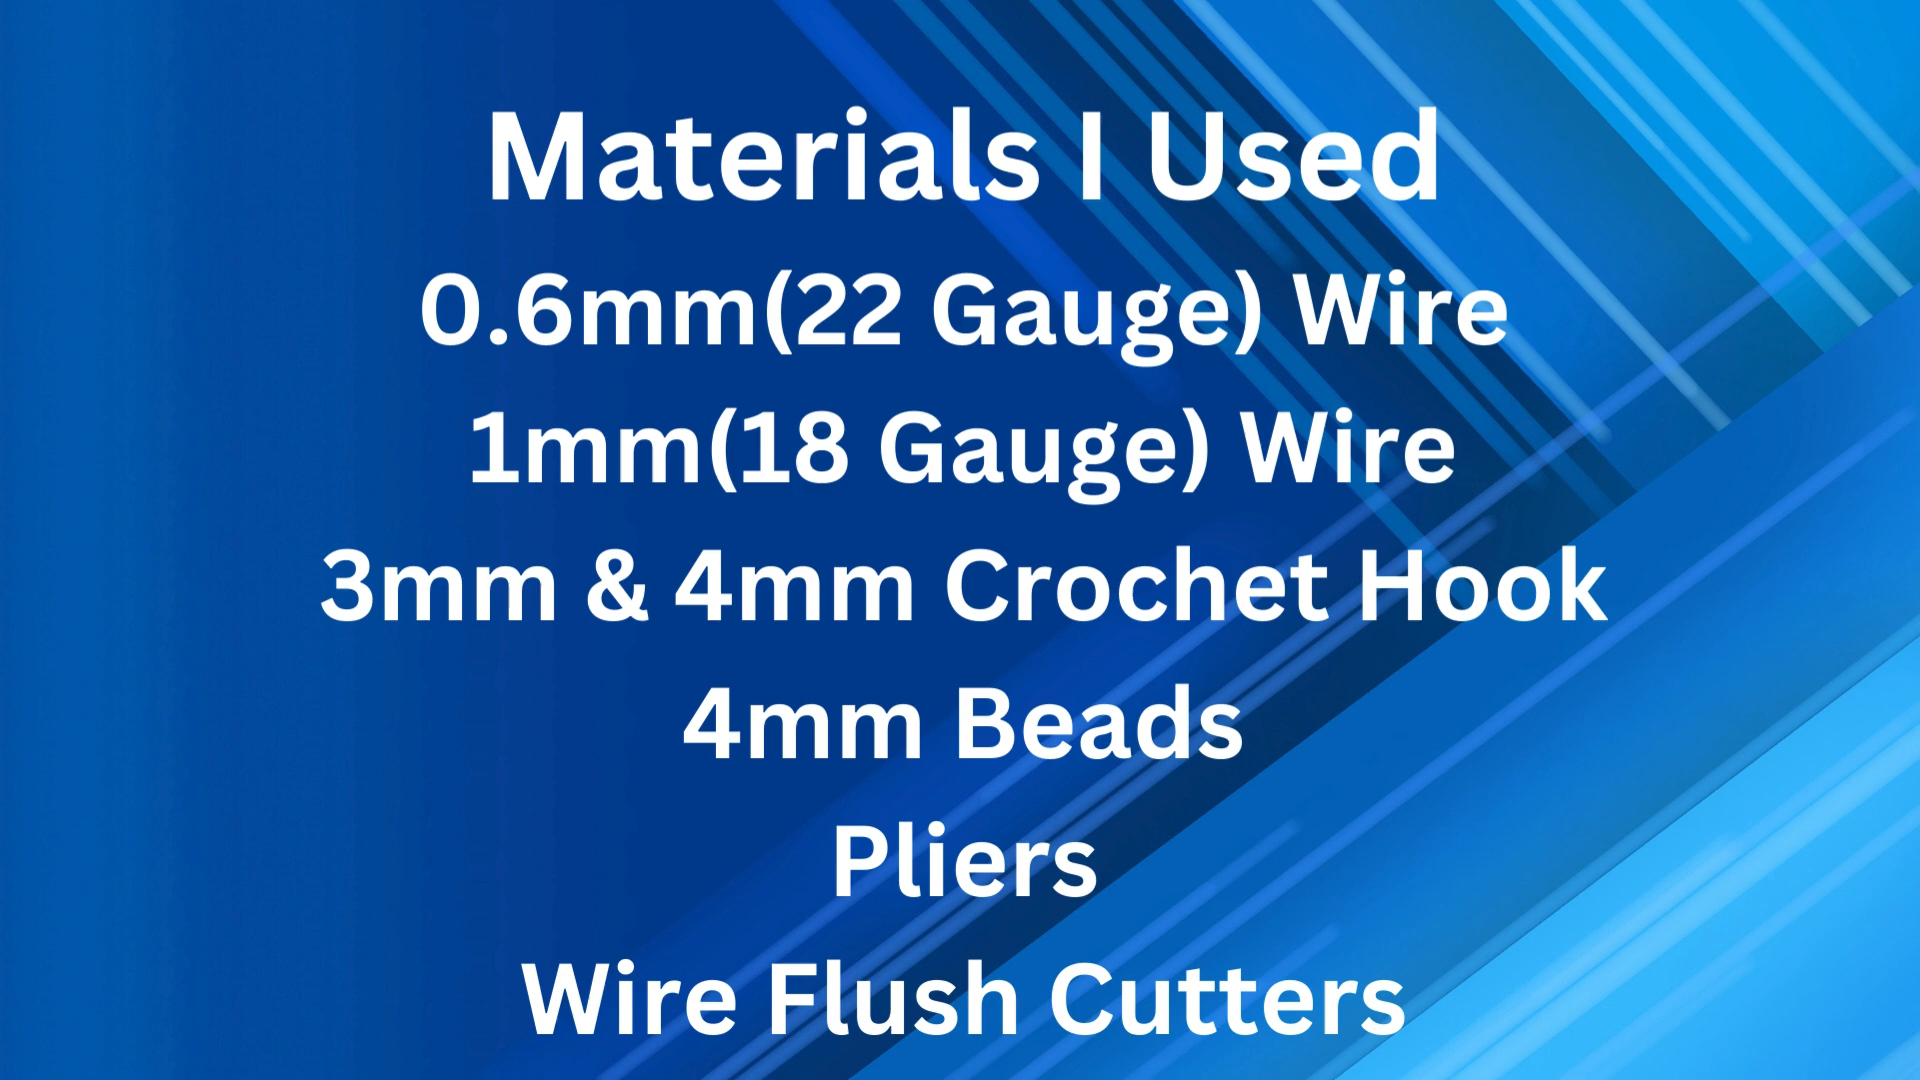 Materials I Used
0.6mm(22 Gauge) Wire
1mm(18 Gauge) Wire
3mm & 4mm Crochet Hook
4mm Beads
Pliers
Wire Flush Cutters